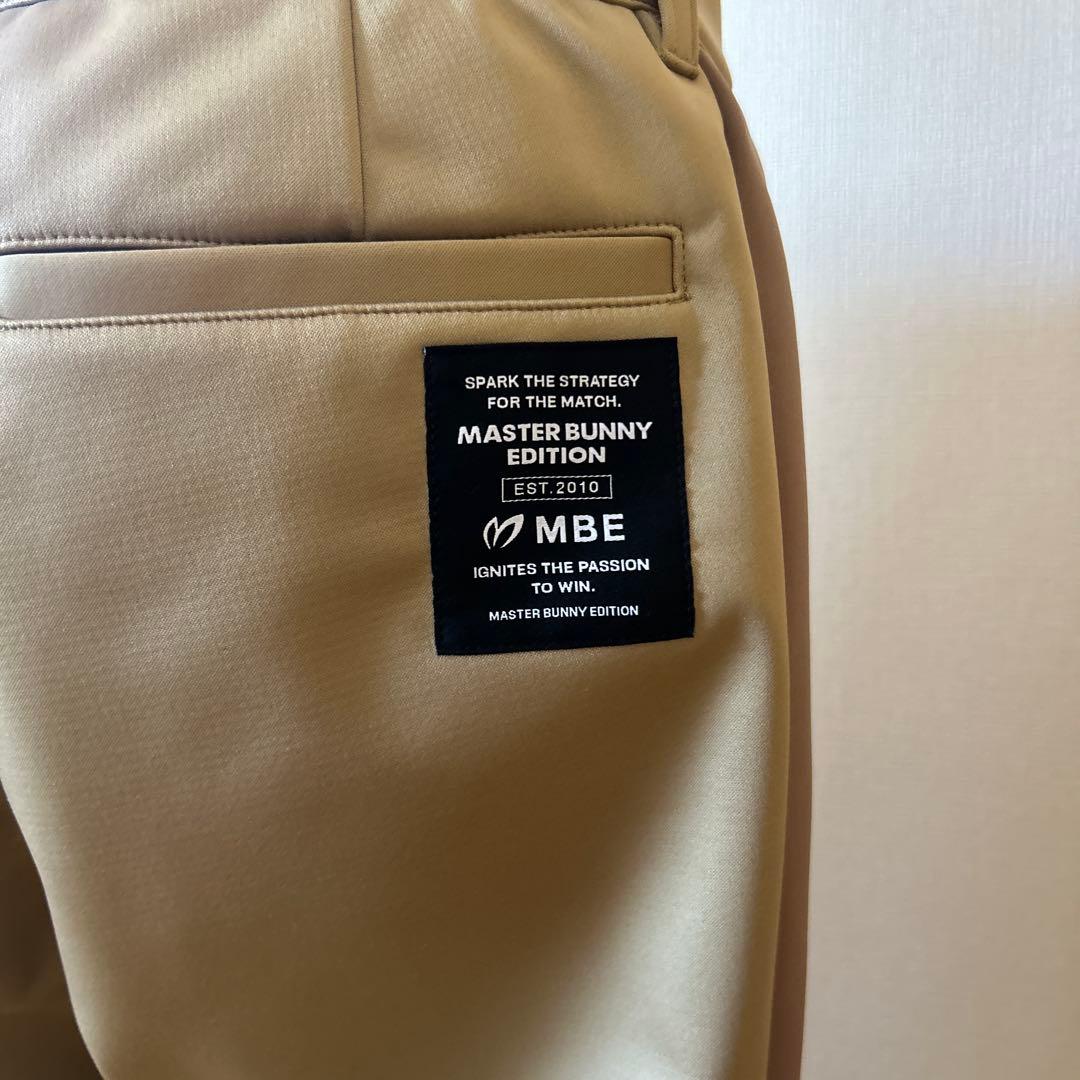 SPARK THE STRATEGY
FOR THE MATCH.
MASTER BUNNY
EDITION
EST.2010
MBE
IGNITES THE PASSION
TO WIN.
MASTER BUNNY EDITION